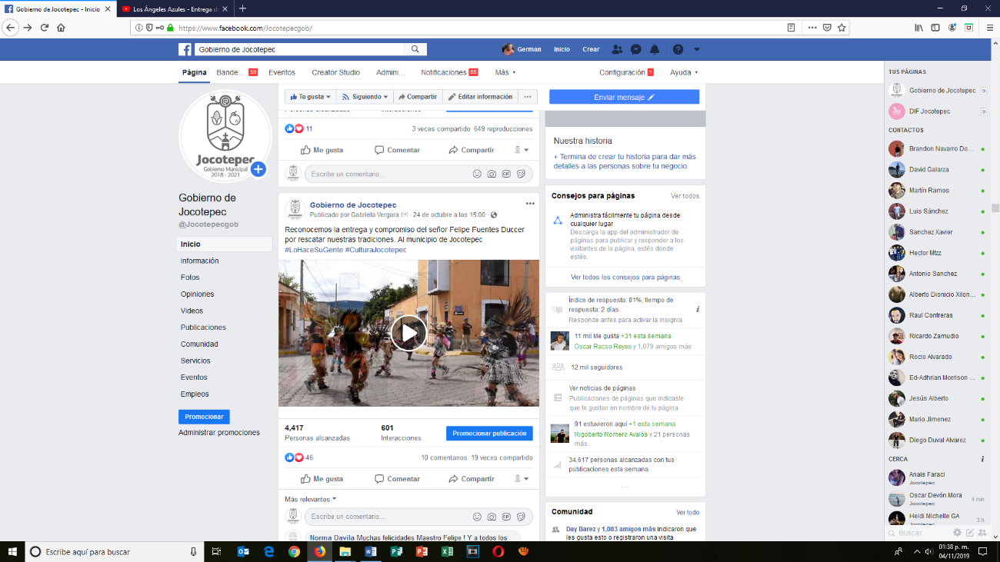 Gobierno de Jocotepec - Inicio
Los Ángeles Azules - Entrega d
https://www.facebook.com/Jocotepecgob/
Gobierno de Jocotepec
German
Inicio
Crear
Página
Bande... 39
Eventos
Creator Studio
Admini...
Notificaciones 55
Más
Configuración 1
Ayuda
Te gusta
Siguiendo
Compartir
Editar información
Enviar mensaje
Jocotepec
Gobierno Municipal
2018 - 2021
Gobierno de
Jocotepec
@Jocotepecgob
Inicio
Información
Fotos
Opiniones
Videos
Publicaciones
Comunidad
Servicios
Eventos
Empleos
Promocionar
Administrar promociones
Personas alcanzadas
Interacciones
11
3 veces compartido 649 reproducciones
Me gusta
Comentar
Compartir
Escribe un comentario...
GIF
Gobierno de Jocotepec
Publicado por Gabriela Vergara [?] · 24 de octubre a las 15:00 ·
Reconocemos la entrega y compromiso del señor Felipe Fuentes Duccer
por rescatar nuestras tradiciones. Al municipio de Jocotepec
#LoHaceSuGente #CulturaJocotepec
4,417
Personas alcanzadas
601
Interacciones
Promocionar publicación
46
10 comentarios 19 veces compartido
Me gusta
Comentar
Compartir
Más relevantes
Escribe un comentario...
GIF
Norma Davila Muchas felicidades Maestro Felipe ! Y a todos los
Nuestra historia
+ Termina de crear tu historia para dar más
detalles a las personas sobre tu negocio.
Consejos para páginas
Ver todos
Administra fácilmente tu página desde
cualquier lugar
Descarga la app del administrador de
páginas para publicar y responder a los
visitantes de la página, estés donde
estés.
Ver todos los consejos para páginas
Índice de respuesta: 81%; tiempo de
respuesta: 2 días
Responde antes para activar la insignia
11 mil Me gusta +31 esta semana
Oscar Racso Reyes y 1,079 amigos más
12 mil seguidores
Ver noticias de páginas
Publicaciones de páginas que indicaste
que te gustan en nombre de tu página
91 estuvieron aquí +1 esta semana
Rigoberto Romero Avalos y 21 personas
más
34,617 personas alcanzadas con tus
publicaciones esta semana
Comunidad
Ver todo
Day Barez y 1,083 amigos más indicaron que
les gusta esto o registraron una visita
TUS PÁGINAS
Gobierno de Jocotepec 9
DIF Jocotepec 9
CONTACTOS
Brandon Navarro Do...
David Galarza
Martín Ramos
Luis Sánchez
Sanchez Xavier
Hector Mtzz
Antonio Sanchez
Alberto Dionicio Xilon...
Raul Contreras
Ricardo Zamudio
Rocio Alvarado
Ed-Adhrian Morrison ...
Jesús Alberto
Mario Jimenez
Diego Duval Alvarez
CERCA
Anais Faraci
Jocotepec
Oscar Devón Mora
Jocotepec
4 min
Heidi Michelle GA
Jocotepec
3 h
Buscar
Escribe aquí para buscar
01:38 p. m.
04/11/2019